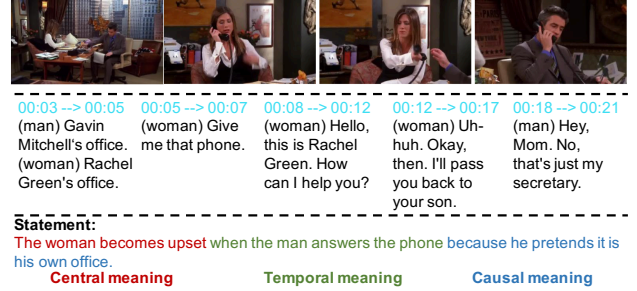 00:03 --> 00:05
(man) Gavin
Mitchell's office.
(woman) Rachel
Green's office.
00:05 --> 00:07
(woman) Give
me that phone.
00:08 --> 00:12
(woman) Hello,
this is Rachel
Green. How
can I help you?
00:12 --> 00:17
(woman) Uh-
huh. Okay,
then. I'll pass
you back to
your son.
00:18 --> 00:21
(man) Hey,
Mom. No,
that's just my
secretary.
Statement:
The woman becomes upset when the man answers the phone because he pretends it is
his own office.
Central meaning
Temporal meaning
Causal meaning